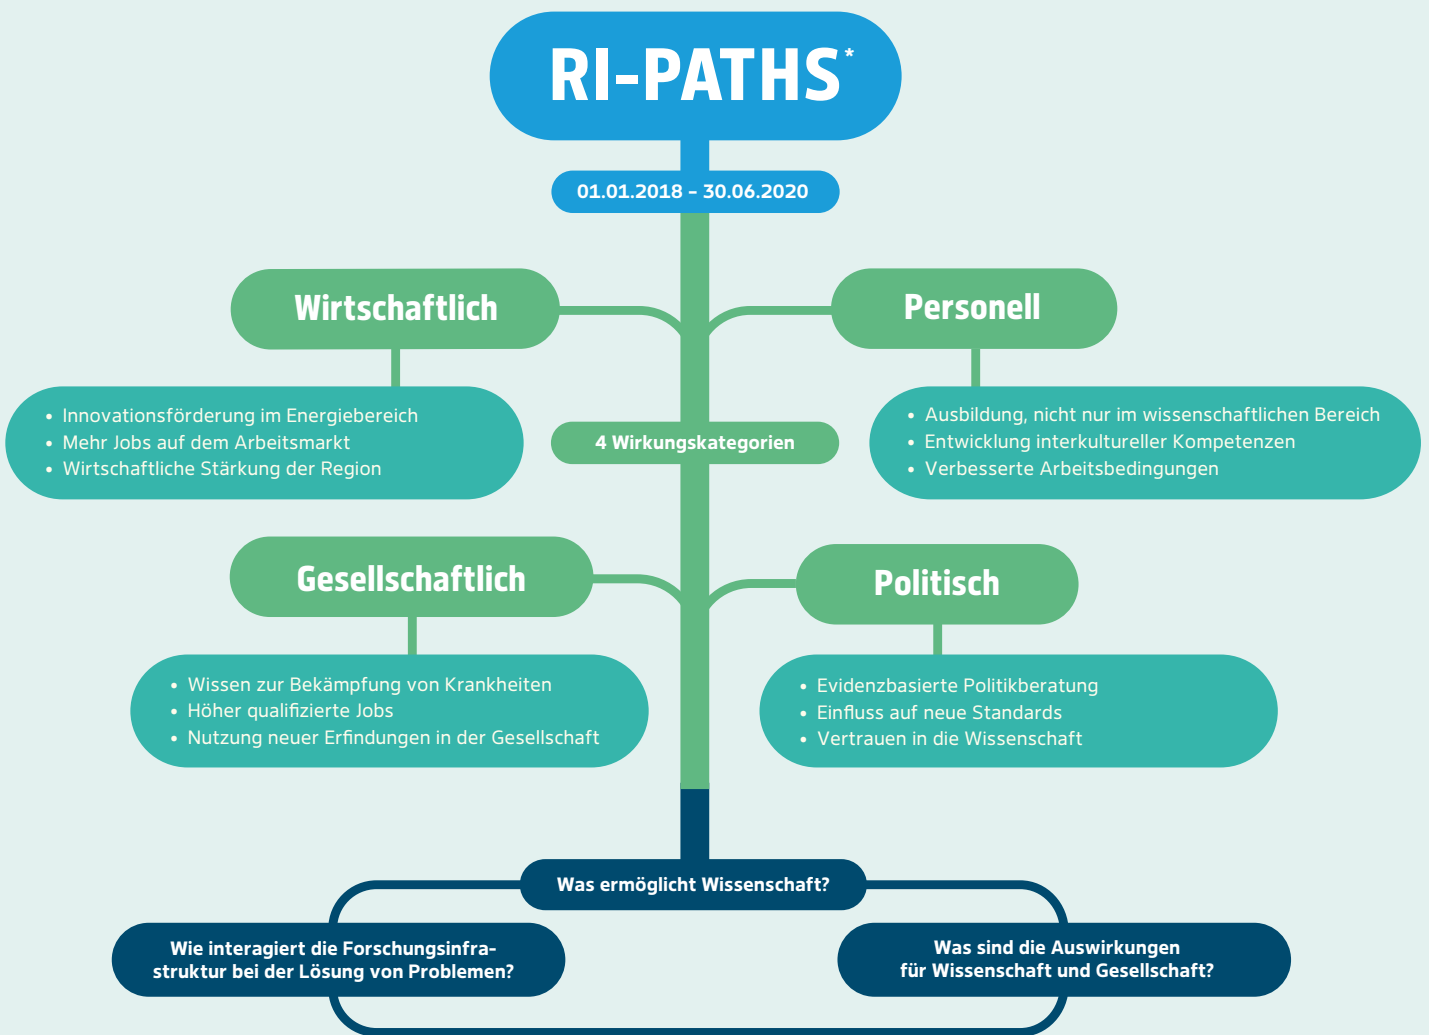 RI-PATHS*
01.01.2018 – 30.06.2020
Wirtschaftlich
• Innovationsförderung im Energiebereich
• Mehr Jobs auf dem Arbeitsmarkt
• Wirtschaftliche Stärkung der Region
Personell
• Ausbildung, nicht nur im wissenschaftlichen Bereich
• Entwicklung interkultureller Kompetenzen
• Verbesserte Arbeitsbedingungen
4 Wirkungskategorien
Gesellschaftlich
• Wissen zur Bekämpfung von Krankheiten
• Höher qualifizierte Jobs
• Nutzung neuer Erfindungen in der Gesellschaft
Politisch
• Evidenzbasierte Politikberatung
• Einfluss auf neue Standards
• Vertrauen in die Wissenschaft
Was ermöglicht Wissenschaft?
Wie interagiert die Forschungsinfra-
struktur bei der Lösung von Problemen?
Was sind die Auswirkungen
für Wissenschaft und Gesellschaft?